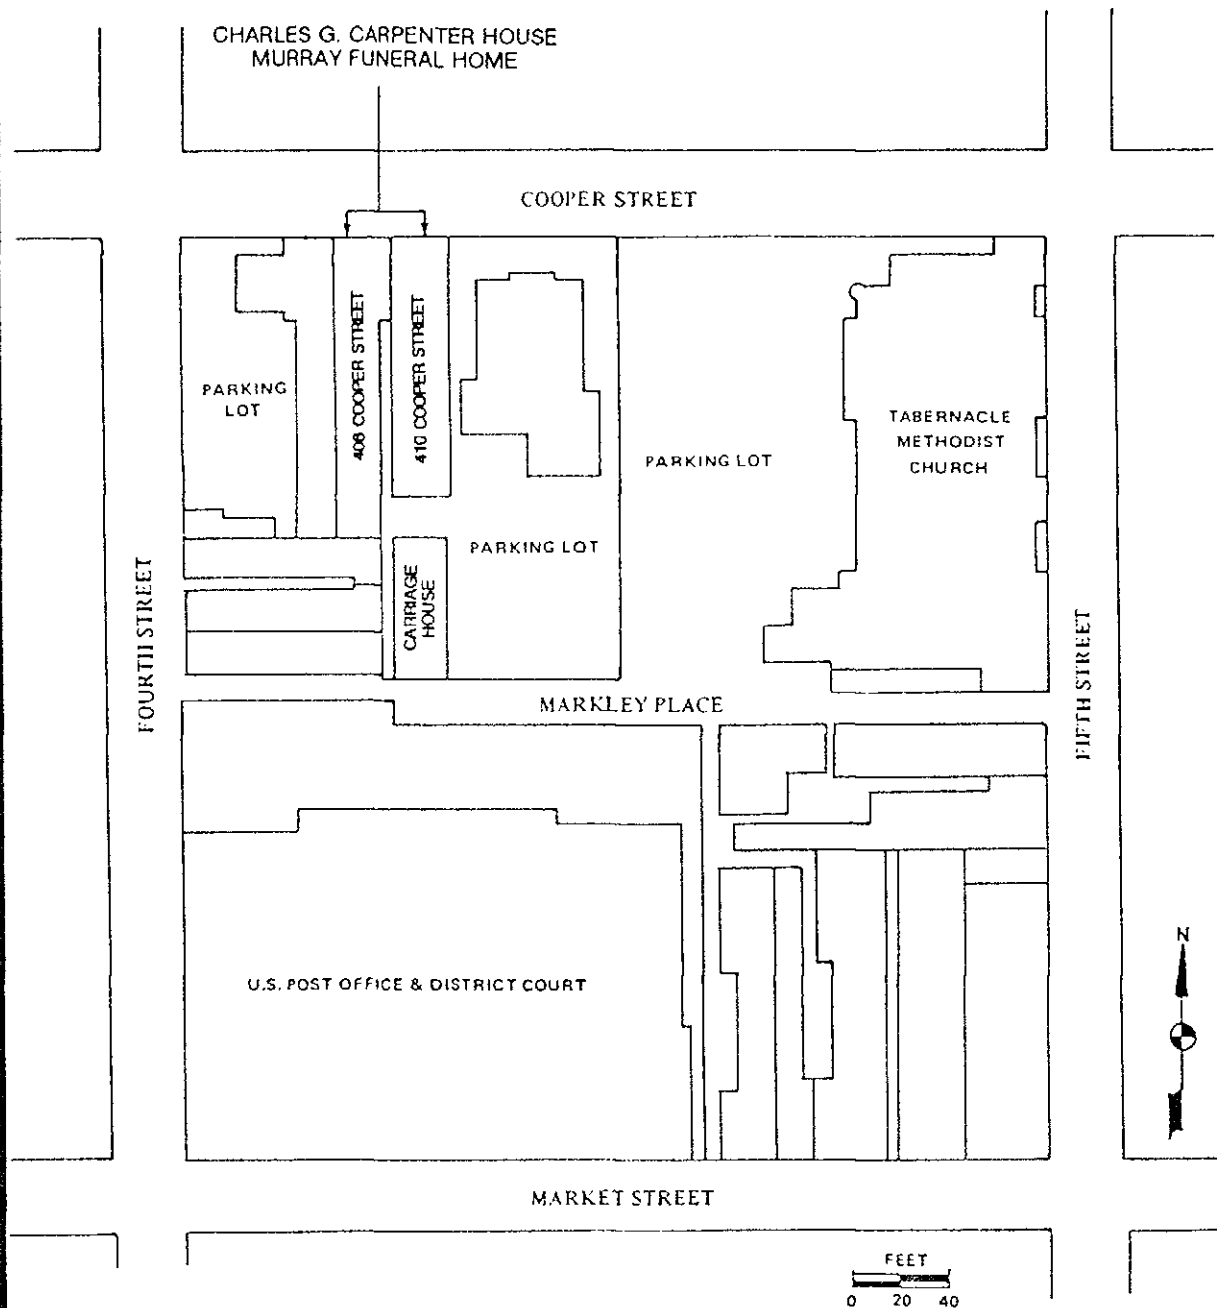 CHARLES G. CARPENTER HOUSE
MURRAY FUNERAL HOME
COOPER STREET
408 COOPER STREET
410 COOPER STREET
PARKING
LOT
PARKING LOT
TABERNACLE
METHODIST
CHURCH
PARKING LOT
CARRIAGE
HOUSE
FOURTH STREET
MARKLEY PLACE
FIFTH STREET
U.S. POST OFFICE & DISTRICT COURT
N
MARKET STREET
FEET
0 20 40